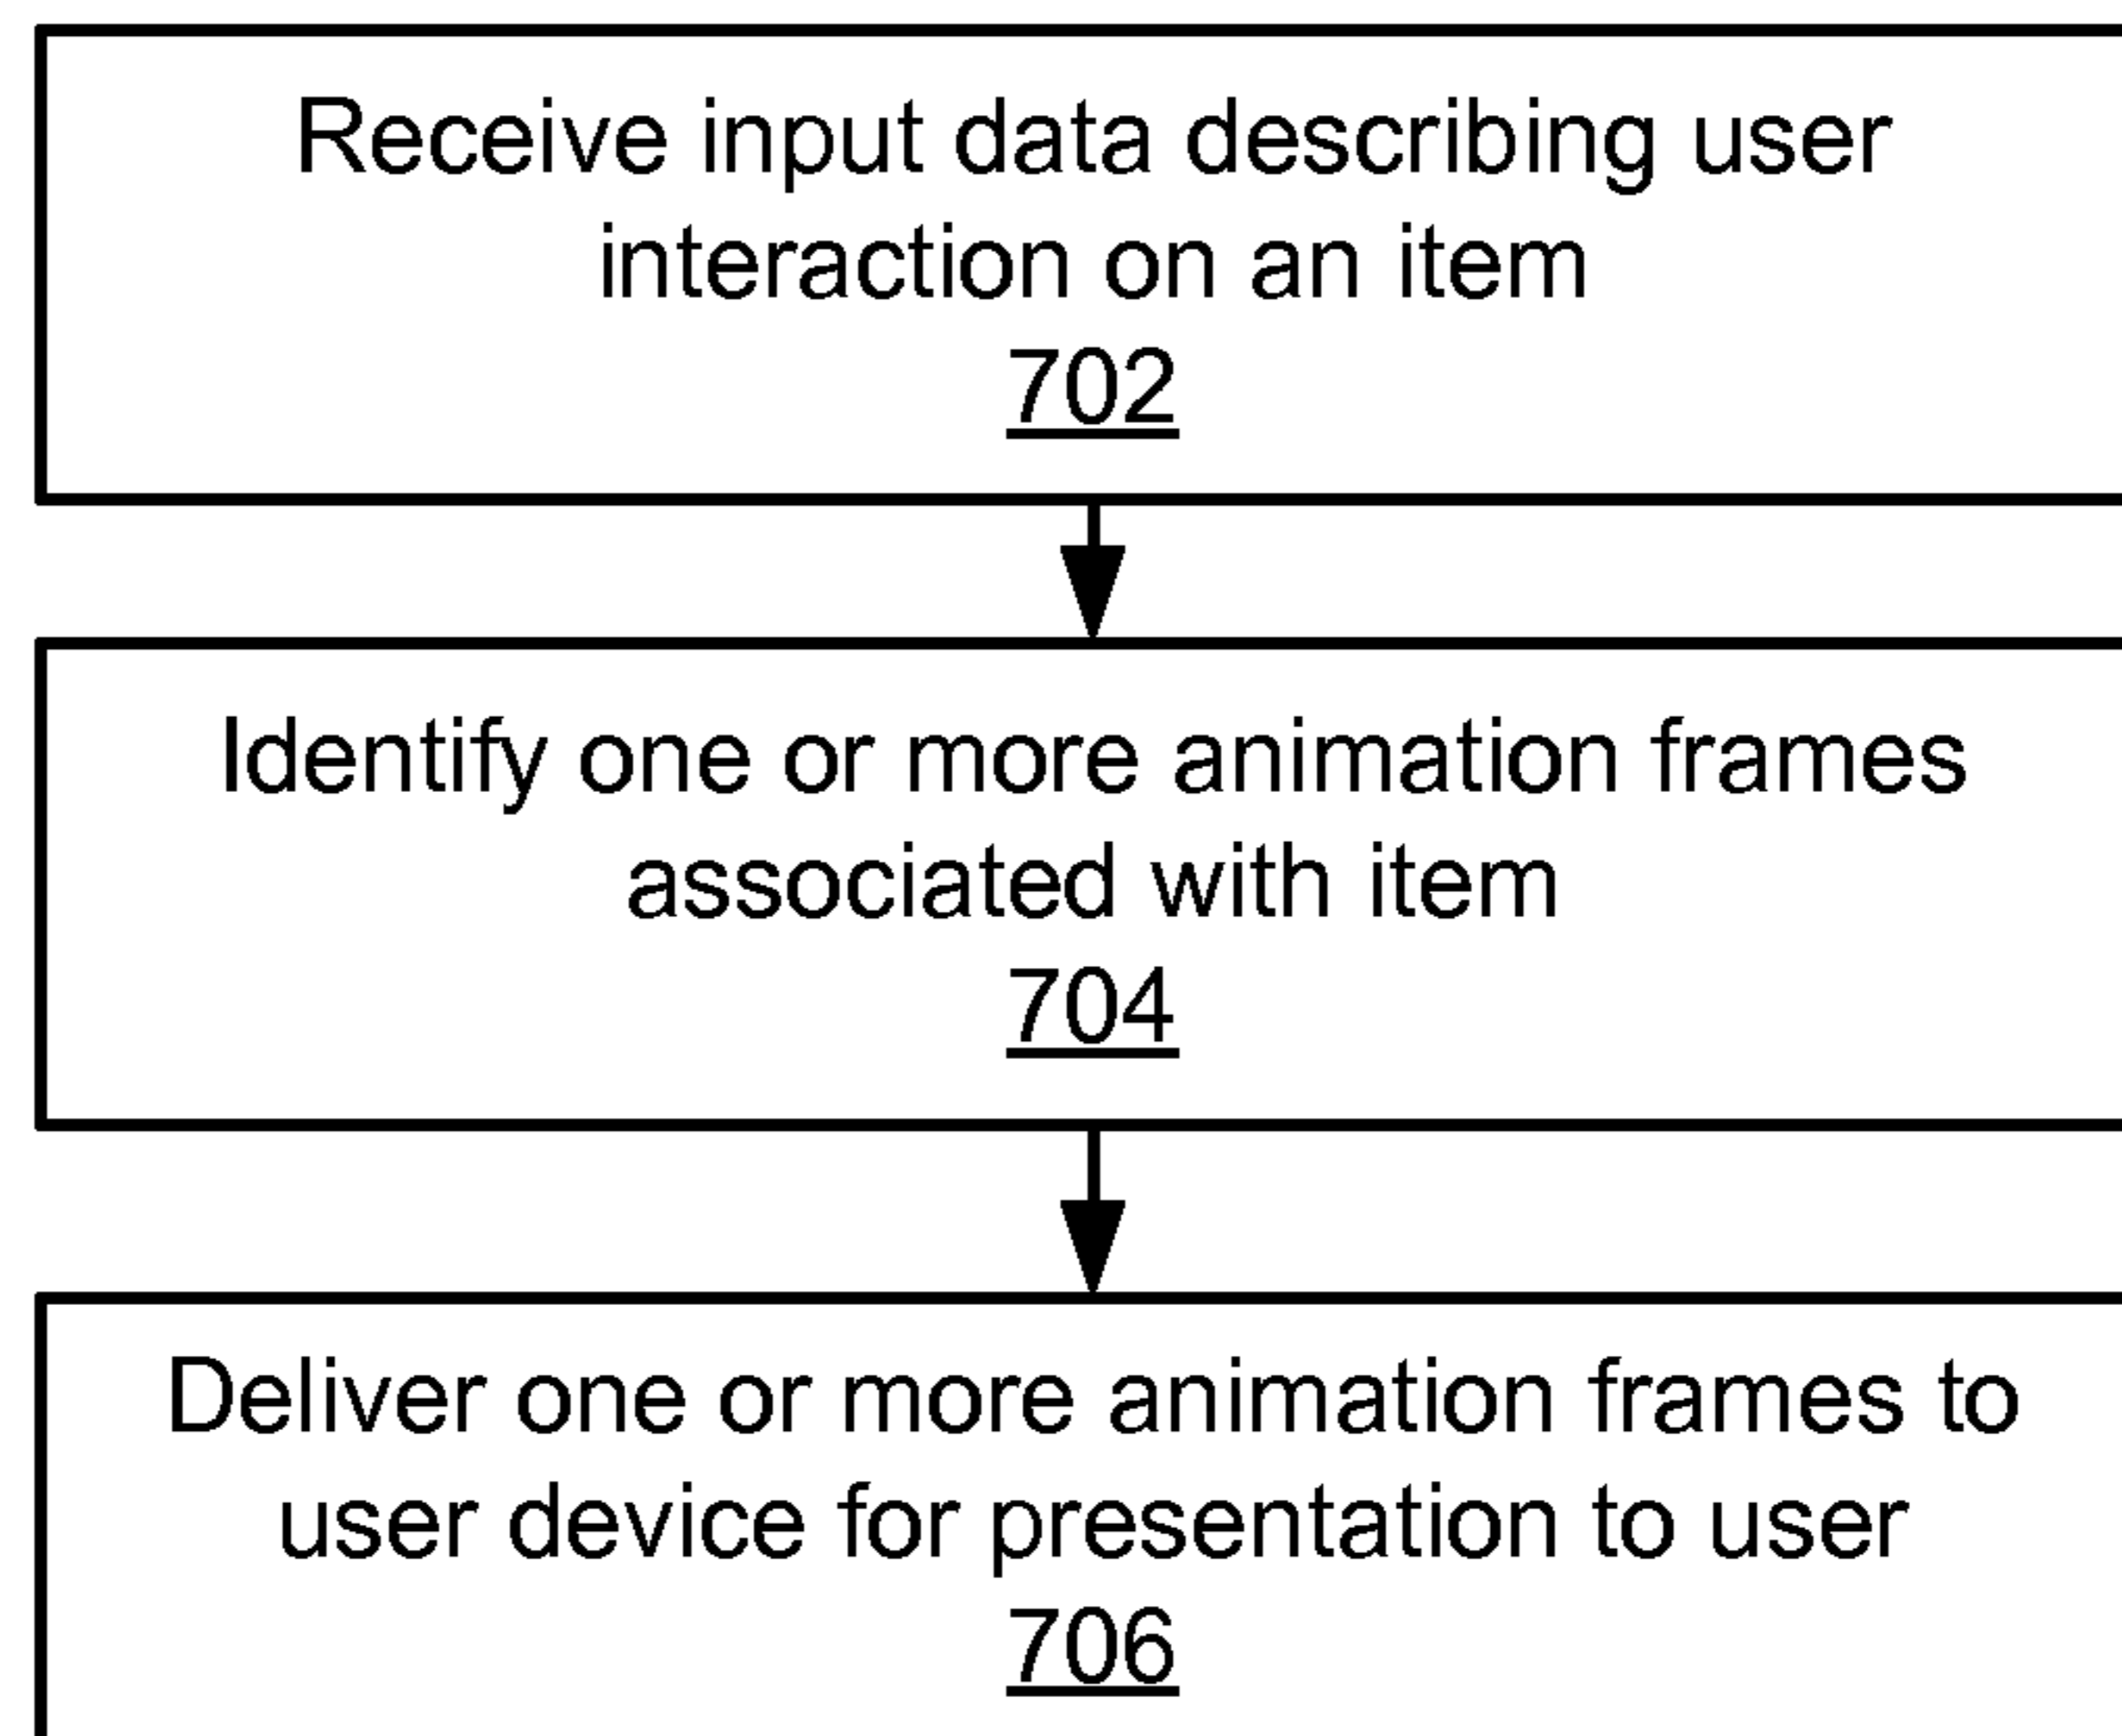 Receive input data describing user
interaction on an item
702
Identify one or more animation frames
associated with item
704
Deliver one or more animation frames to
user device for presentation to user
706